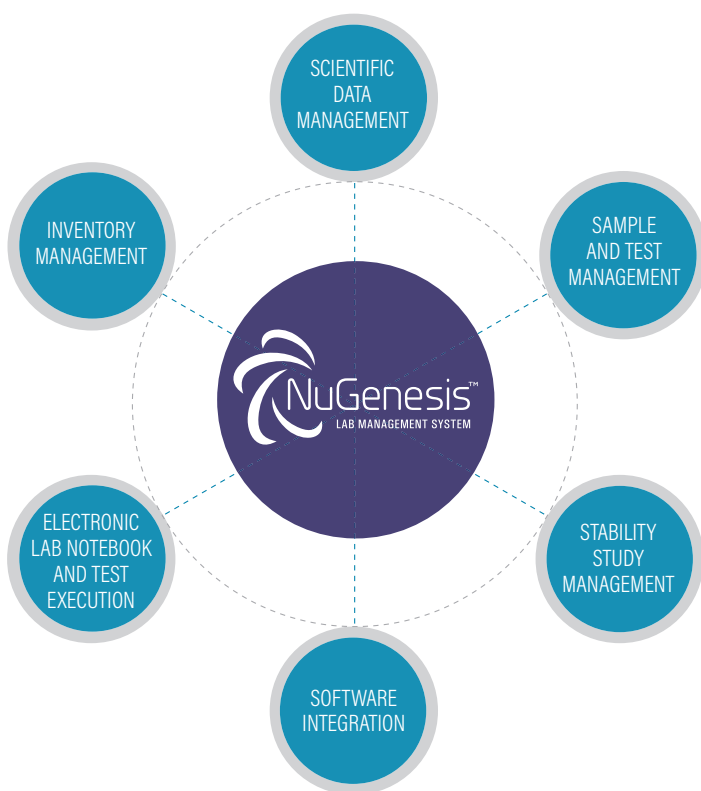 SCIENTIFIC
DATA
MANAGEMENT
INVENTORY
MANAGEMENT
SAMPLE
AND TEST
MANAGEMENT
NuGenesis™
LAB MANAGEMENT SYSTEM
ELECTRONIC
LAB NOTEBOOK
AND TEST
EXECUTION
STABILITY
STUDY
MANAGEMENT
SOFTWARE
INTEGRATION